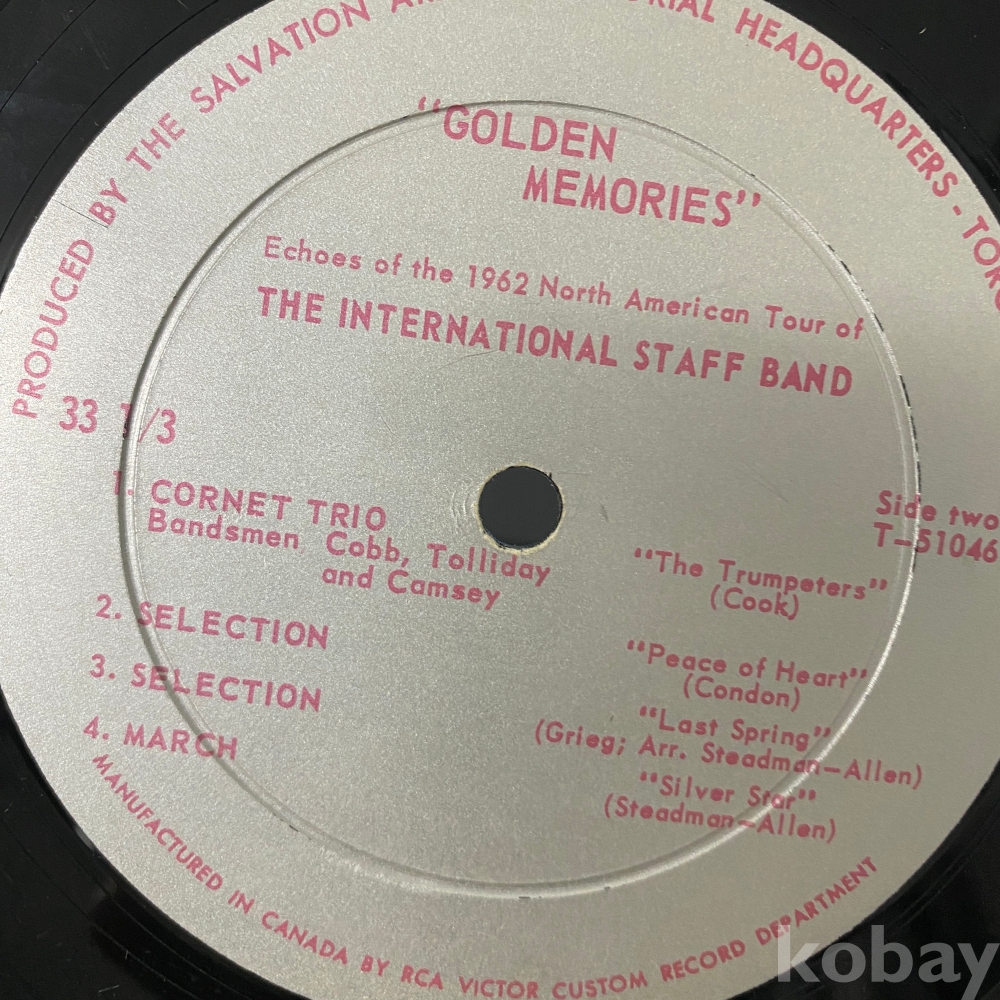 PRODUCED BY THE SALVATION AR
RIAL HEADQUARTERS - TOR
"GOLDEN
MEMORIES"
Echoes of the 1962 North American Tour of
THE INTERNATIONAL STAFF BAND
33 1/3
Side two
T-51046
1. CORNET TRIO
Bandsmen, Cobb, Tolliday
and Camsey
"The Trumpeters"
(Cook)
2. SELECTION
"Peace of Heart"
(Condon)
3. SELECTION
"Last Spring"
(Grieg; Arr. Steadman-Allen)
4. MARCH
"Silver Star"
(Steadman-Allen)
MANUFACTURED IN CANADA BY RCA VICTOR CUSTOM RECORD DEPARTMENT
kobay